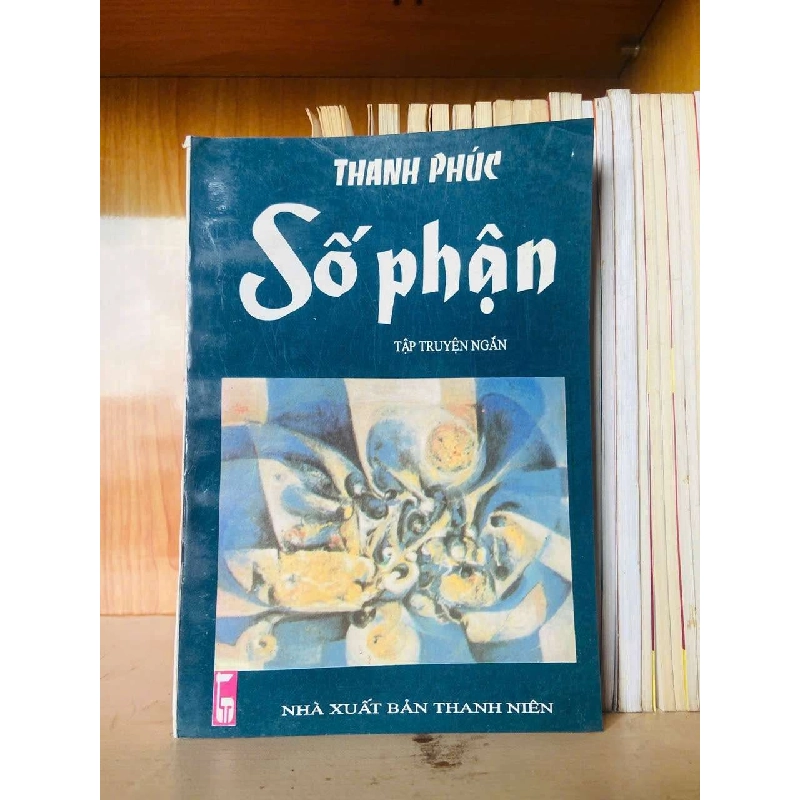 THANH PHÚC
Số phận
TẬP TRUYỆN NGẮN
NHÀ XUẤT BẢN THANH NIÊN